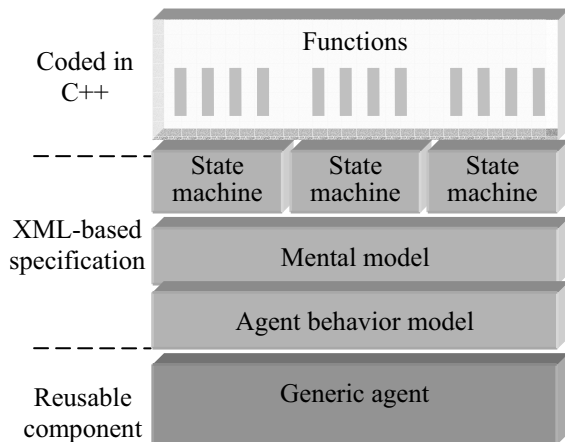 Functions
Coded in
C++
State
machine
State
machine
State
machine
XML-based
specification
Mental model
Agent behavior model
Generic agent
Reusable
component